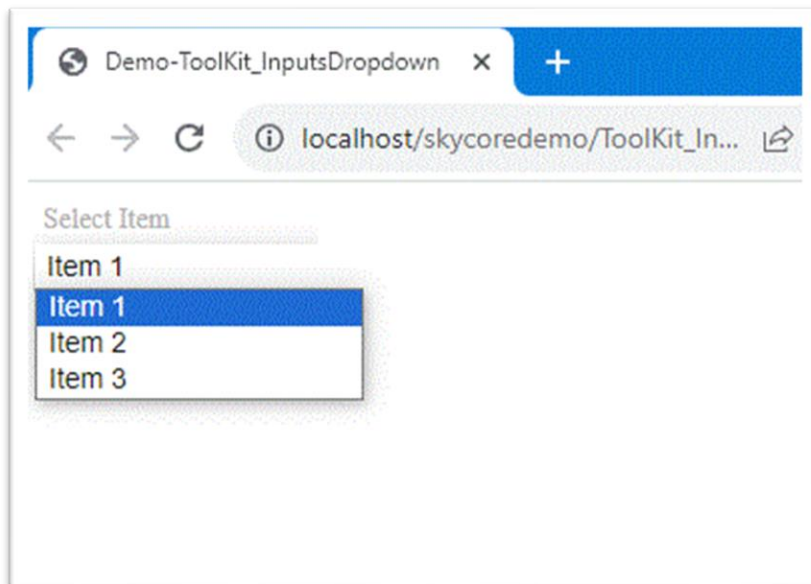 Demo-ToolKit_InputsDropdown
localhost/skycoredemo/ToolKit_In...
Select Item
Item 1
Item 1
Item 2
Item 3